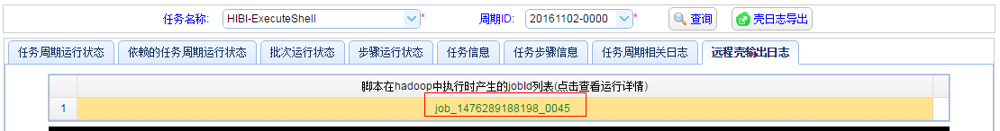 任务名称: HIBI-ExecuteShell * 周期ID: 20161102-0000 * 查询 壳日志导出
任务周期运行状态 依赖的任务周期运行状态 批次运行状态 步骤运行状态 任务信息 任务步骤信息 任务周期相关日志 远程壳输出日志
脚本在hadoop中执行时产生的jobId列表(点击查看运行详情)
1 job_1476289188198_0045